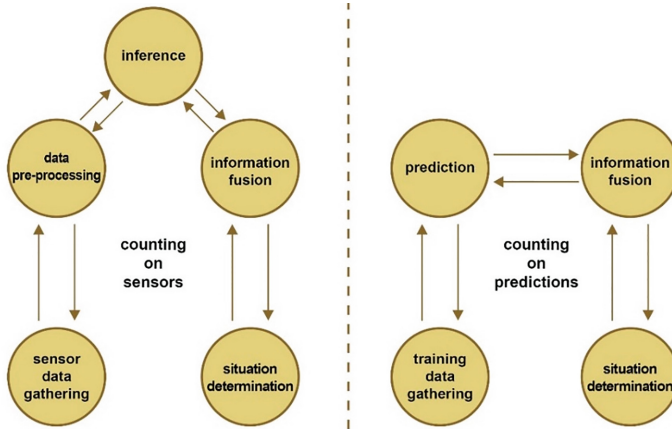 inference
data
pre-processing
information
fusion
counting
on
sensors
sensor
data
gathering
situation
determination
prediction
information
fusion
counting
on
predictions
training
data
gathering
situation
determination